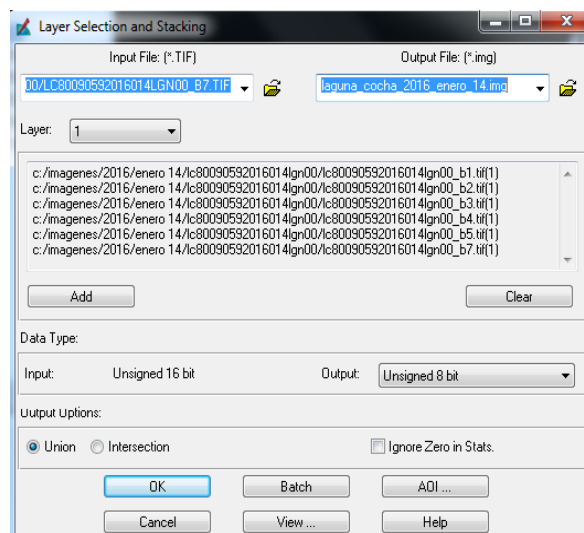 Layer Selection and Stacking
Input File: (*.TIF)
Output File: (*.img)
00/LC80090592016014LGN00_B7.TIF
laguna_cocha_2016_enero_14.img
Layer:
1
c:/imagenes/2016/enero 14/lc80090592016014lgn00/lc80090592016014lgn00_b1.tif(1)
c:/imagenes/2016/enero 14/lc80090592016014lgn00/lc80090592016014lgn00_b2.tif(1)
c:/imagenes/2016/enero 14/lc80090592016014lgn00/lc80090592016014lgn00_b3.tif(1)
c:/imagenes/2016/enero 14/lc80090592016014lgn00/lc80090592016014lgn00_b4.tif(1)
c:/imagenes/2016/enero 14/lc80090592016014lgn00/lc80090592016014lgn00_b5.tif(1)
c:/imagenes/2016/enero 14/lc80090592016014lgn00/lc80090592016014lgn00_b7.tif(1)
Add
Clear
Data Type:
Input: Unsigned 16 bit
Output: Unsigned 8 bit
Output Options:
Union
Intersection
Ignore Zero in Stats.
OK
Batch
AOI ...
Cancel
View ...
Help